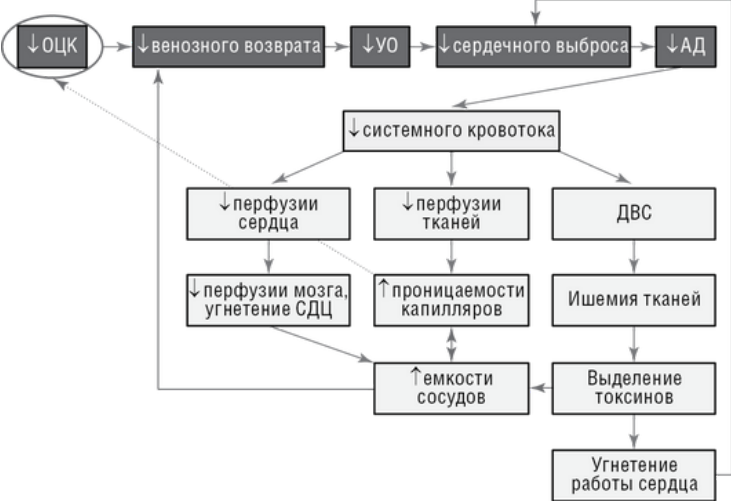 ↓ОЦК
↓венозного возврата
↓УО
↓сердечного выброса
↓АД
↓системного кровотока
↓перфузии
сердца
↓перфузии
тканей
ДВС
↓перфузии мозга,
угнетение СДЦ
↑проницаемости
капилляров
Ишемия тканей
↑емкости
сосудов
Выделение
токсинов
Угнетение
работы сердца